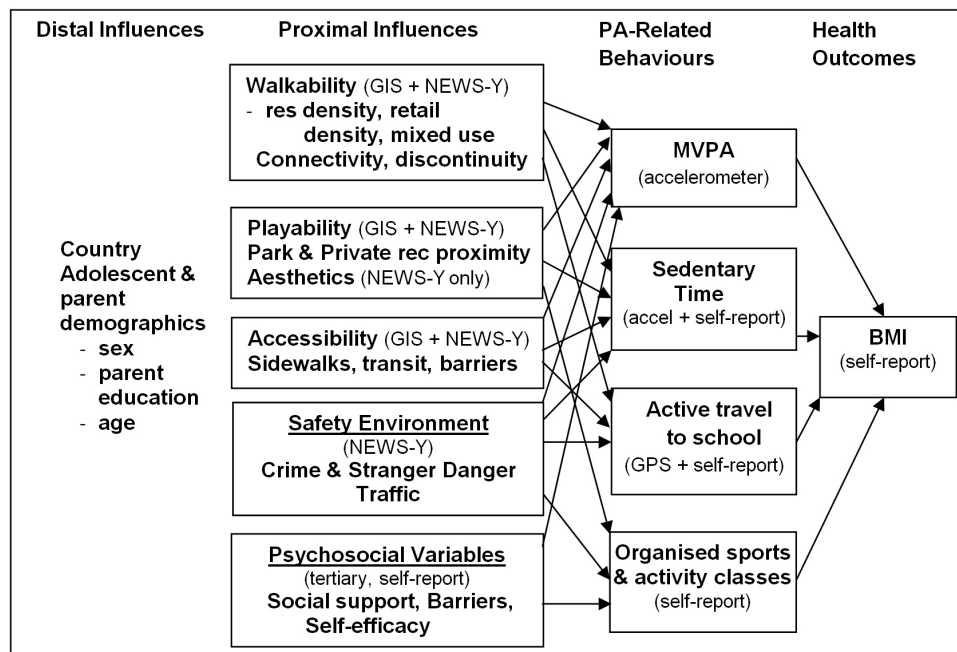 Distal Influences
Proximal Influences
PA-Related
Behaviours
Health
Outcomes
Country
Adolescent &
parent
demographics
- sex
- parent
education
- age
Walkability (GIS + NEWS-Y)
- res density, retail
density, mixed use
Connectivity, discontinuity
Playability (GIS + NEWS-Y)
Park & Private rec proximity
Aesthetics (NEWS-Y only)
Accessibility (GIS + NEWS-Y)
Sidewalks, transit, barriers
Safety Environment
(NEWS-Y)
Crime & Stranger Danger
Traffic
Psychosocial Variables
(tertiary, self-report)
Social support, Barriers,
Self-efficacy
MVPA
(accelerometer)
Sedentary
Time
(accel + self-report)
Active travel
to school
(GPS + self-report)
Organised sports
& activity classes
(self-report)
BMI
(self-report)